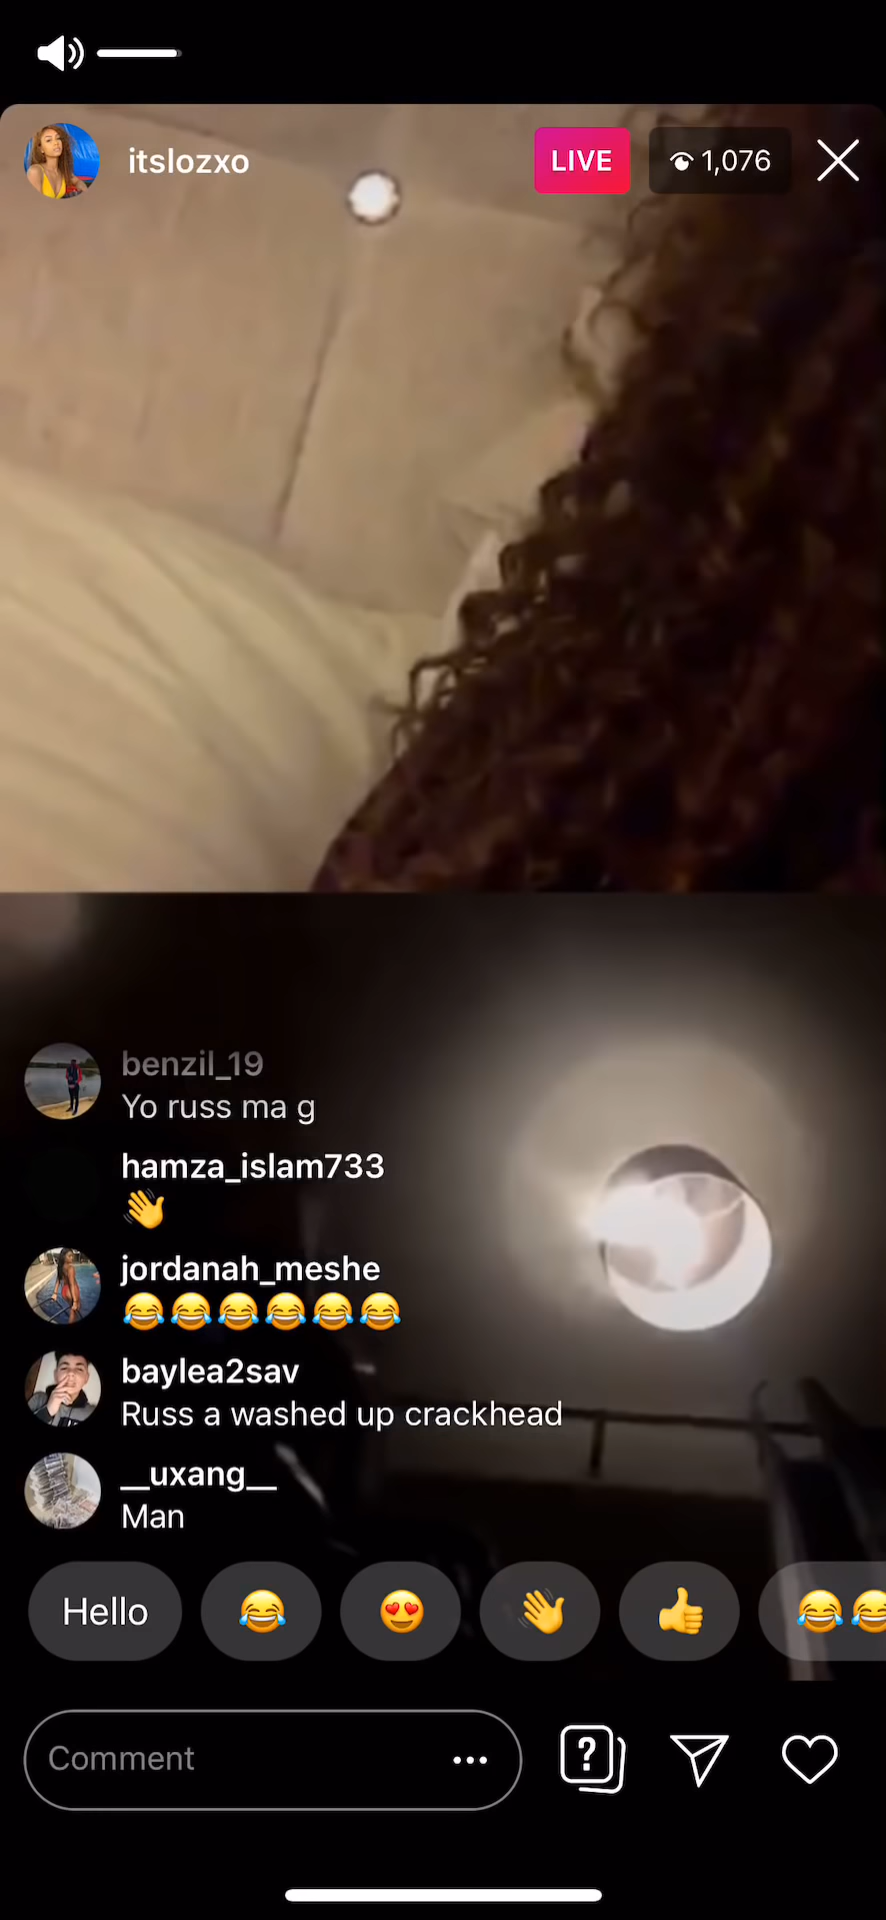 itslozxo
LIVE
1,076
benzil_19
Yo russ ma g
hamza_islam733
👋
jordanah_meshe
😂😂😂😂😂😂
baylea2sav
Russ a washed up crackhead
__uxang__
Man
Hello
Comment